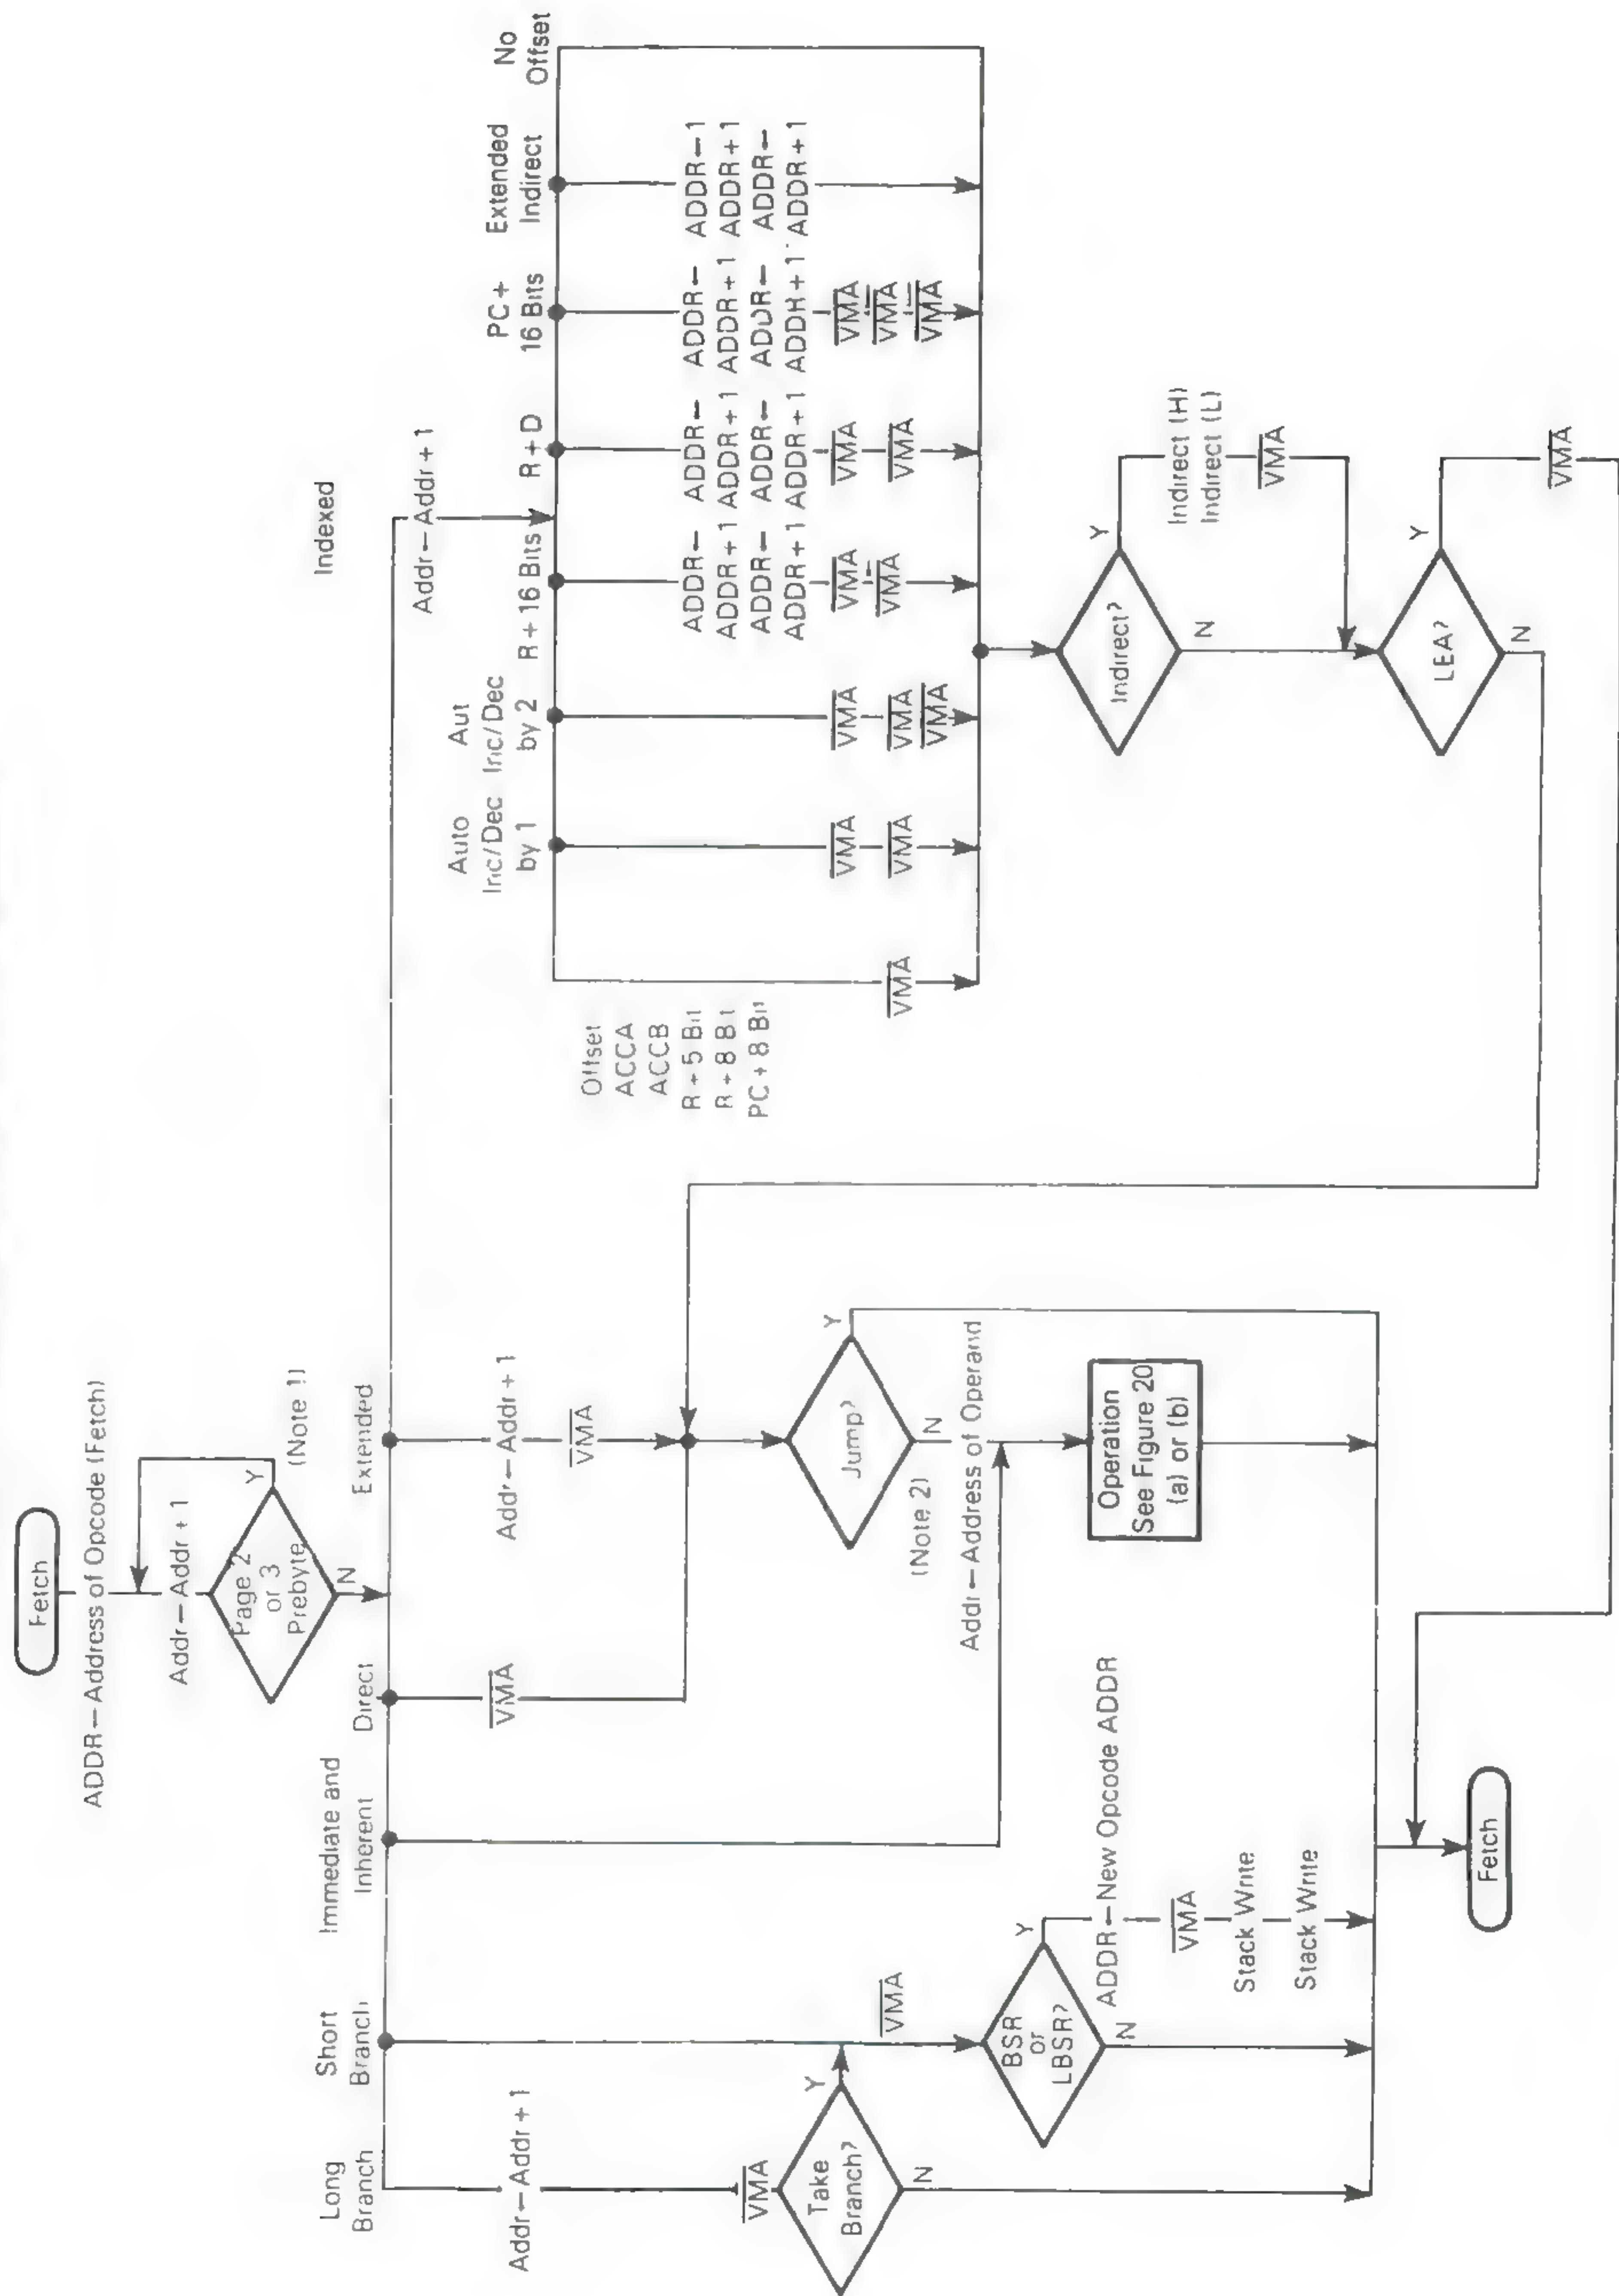 Fetch
ADDR←Address of Opcode (Fetch)
Addr←Addr + 1
Page 2
or 3
Prebyte
Y
N
(Note 1)
Long
Branch
Short
Branch
Immediate and
Inherent
Direct
Extended
Indexed
Addr←Addr + 1
VMA
Take
Branch?
Y
N
VMA
BSR
or
LBSR?
Y
N
ADDR←New Opcode ADDR
VMA
Stack Write
Stack Write
VMA
Addr←Addr + 1
VMA
Jump?
Y
N
(Note 2)
Addr←Address of Operand
Operation
See Figure 20
(a) or (b)
Fetch
Addr←Addr + 1
Offset
ACCA
ACCB
R + 5 Bit
R + 8 Bit
PC + 8 Bit
VMA
Auto
Inc/Dec
by 1
VMA
VMA
Aut
Inc/Dec
by 2
VMA
VMA
VMA
R + 16 Bits
ADDR←
ADDR+1
ADDR←
ADDR+1
VMA
VMA
R + D
ADDR←
ADDR+1
ADDR←
ADDR+1
VMA
VMA
PC +
16 Bits
ADDR←
ADDR+1
ADDR←
ADDR+1
VMA
VMA
VMA
Extended
Indirect
ADDR←1
ADDR+1
ADDR←
ADDR+1
No
Offset
Indirect?
Y
N
Indirect (H)
Indirect (L)
VMA
LEA?
Y
N
VMA